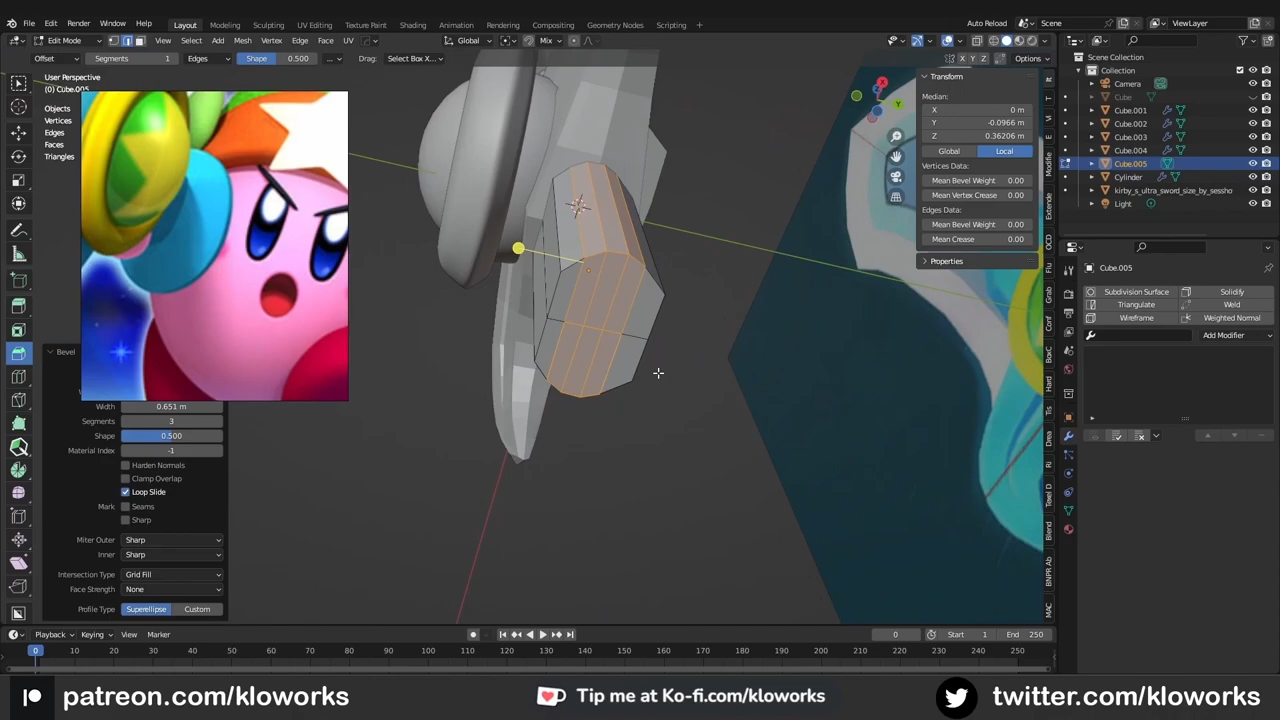 File Edit Render Window Help Layout Modeling Sculpting UV Editing Texture Paint Shading Animation Rendering Compositing Geometry Nodes Scripting + Auto Reload Scene ViewLayer
Edit Mode View Select Add Mesh Vertex Edge Face UV Global Mix
Offset Segments 1 Edges Shape 0.500 ... Drag: Select Box X... X Y Z Options
User Perspective
(0) Cube.005
Objects
Vertices
Edges
Faces
Triangles
Bevel
Width 0.651 m
Segments 3
Shape 0.500
Material Index -1
Harden Normals
Clamp Overlap
Loop Slide
Mark Seams
Sharp
Miter Outer Sharp
Inner Sharp
Intersection Type Grid Fill
Face Strength None
Profile Type Superellipse Custom
Transform
Median:
X 0 m
Y -0.0966 m
Z 0.36206 m
Global Local
Vertices Data:
Mean Bevel Weight 0.00
Mean Vertex Crease 0.00
Edges Data:
Mean Bevel Weight 0.00
Mean Crease 0.00
Properties
Scene Collection
Collection
Camera
Cube
Cube.001
Cube.002
Cube.003
Cube.004
Cube.005
Cylinder
kirby_s_ultra_sword_size_by_sessho
Light
Cube.005
Subdivision Surface Solidify
Triangulate Weld
Wireframe Weighted Normal
Add Modifier
Playback Keying View Marker 0 Start 1 End 250
0 10 20 30 40 50 60 70 80 90 100 110 120 130 140 150 160 170 180 190 200 210 220 230 240 250
patreon.com/kloworks Tip me at Ko-fi.com/kloworks twitter.com/kloworks